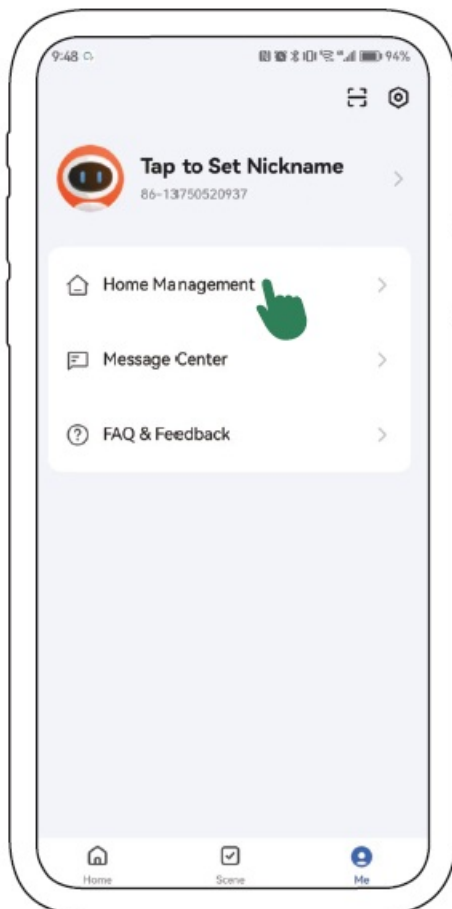 9:48
94%
Tap to Set Nickname
86-13750520937
Home Management
Message Center
FAQ & Feedback
Home
Scene
Me